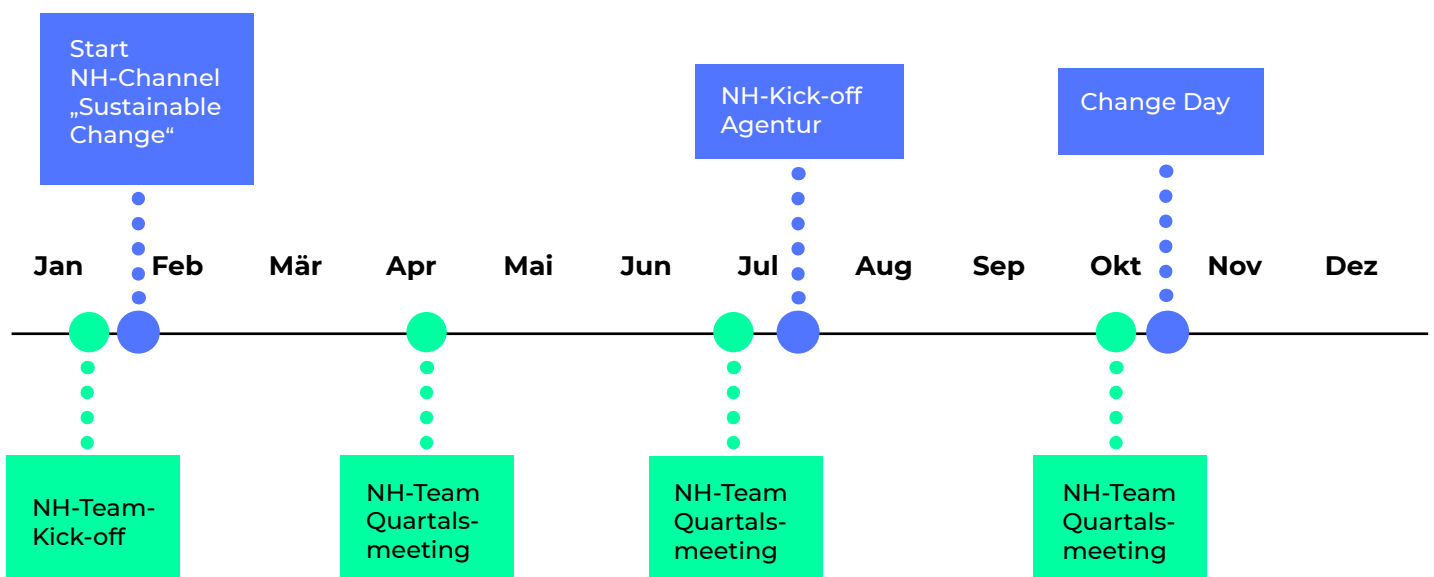 Start
NH-Channel
„Sustainable
Change“
NH-Kick-off
Agentur
Change Day
Jan Feb Mär Apr Mai Jun Jul Aug Sep Okt Nov Dez
NH-Team-
Kick-off
NH-Team
Quartals-
meeting
NH-Team
Quartals-
meeting
NH-Team
Quartals-
meeting